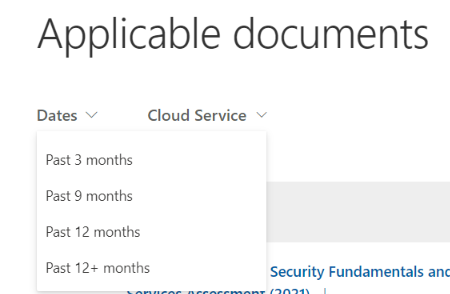 Applicable documents
Dates
Cloud Service
Past 3 months
Past 9 months
Past 12 months
Past 12+ months
Security Fundamentals and
Services Assessment (2021) |